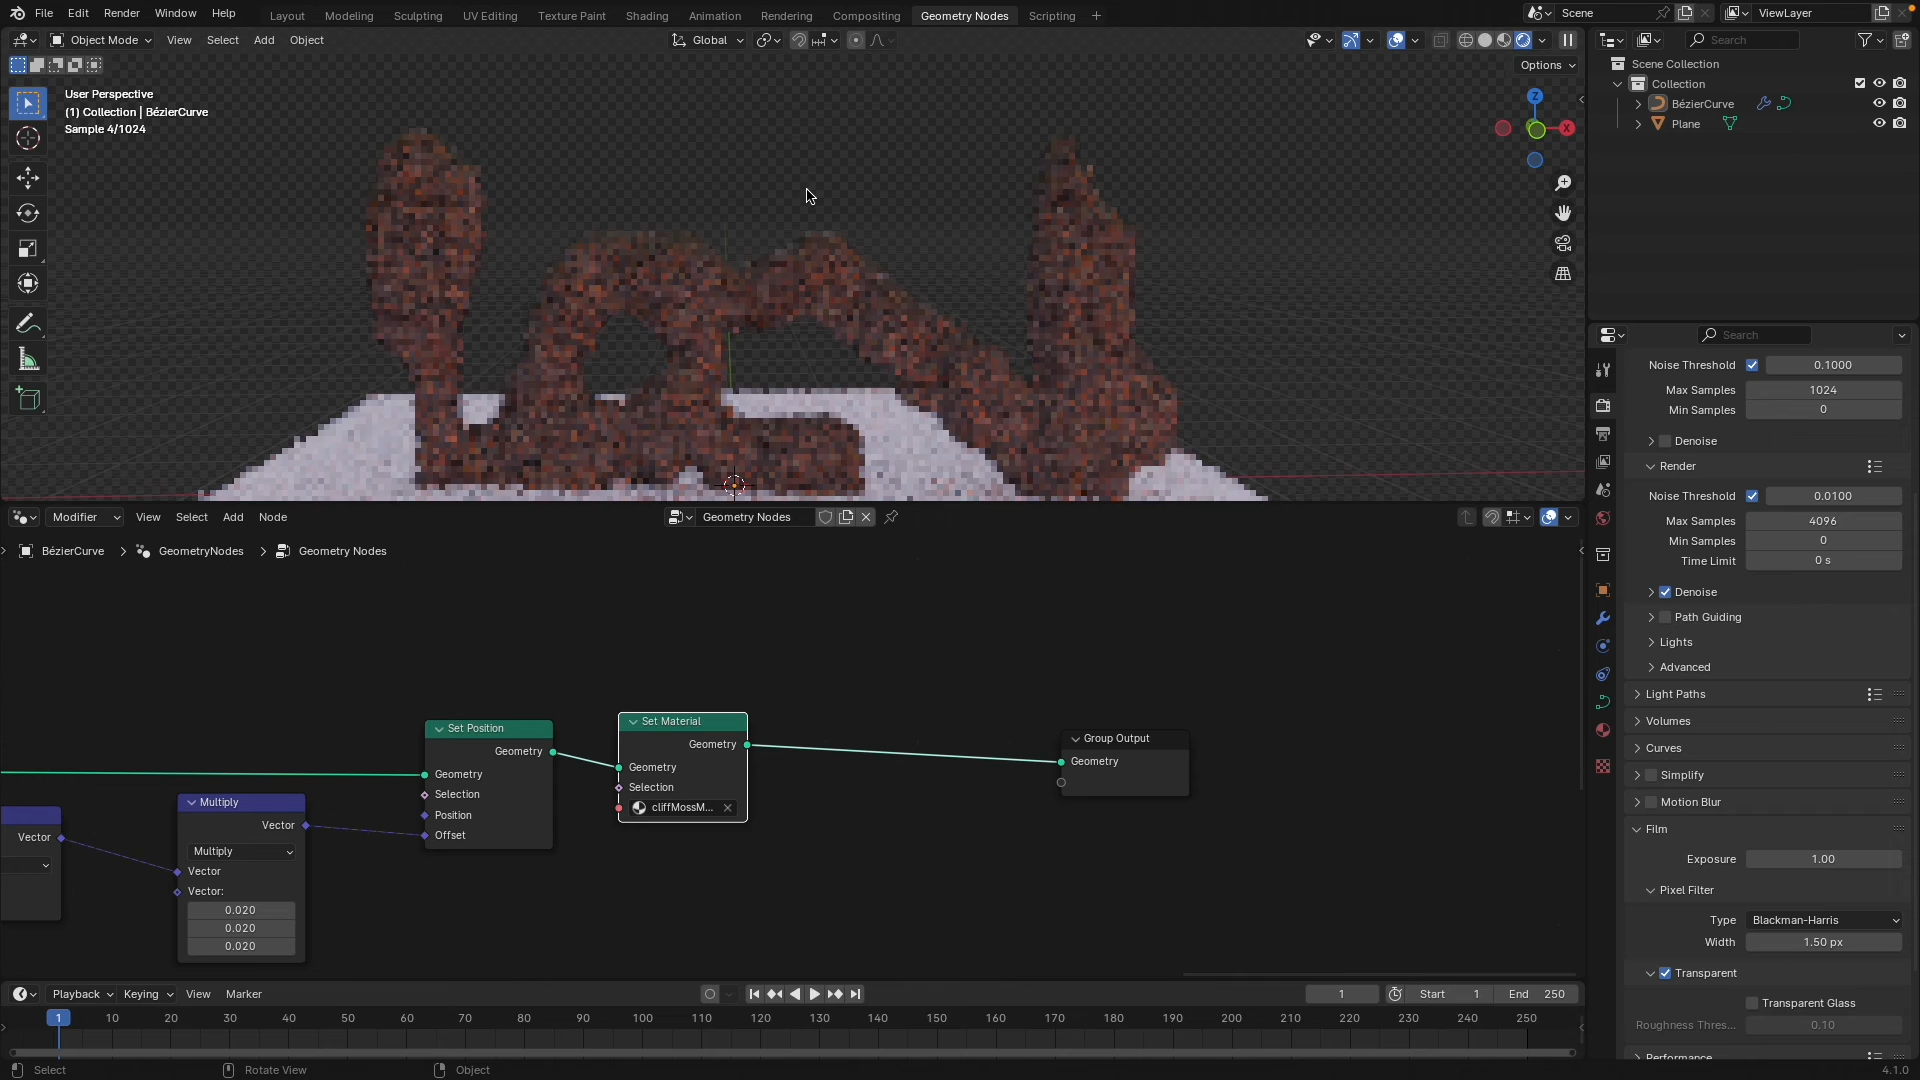 File Edit Render Window Help
Layout Modeling Sculpting UV Editing Texture Paint Shading Animation Rendering Compositing Geometry Nodes Scripting +
Scene
ViewLayer
Object Mode View Select Add Object
Global
Search
Options
User Perspective
(1) Collection | BézierCurve
Sample 4/1024
Z
X
Scene Collection
Collection
BézierCurve
Plane
Search
Noise Threshold 0.1000
Max Samples 1024
Min Samples 0
Denoise
Render
Noise Threshold 0.0100
Max Samples 4096
Min Samples 0
Time Limit 0 s
Denoise
Path Guiding
Lights
Advanced
Light Paths
Volumes
Curves
Simplify
Motion Blur
Film
Exposure 1.00
Pixel Filter
Type Blackman-Harris
Width 1.50 px
Transparent
Transparent Glass
Roughness Thres... 0.10
Performance
Modifier View Select Add Node
Geometry Nodes
BézierCurve > GeometryNodes > Geometry Nodes
Set Position
Geometry
Geometry
Selection
Position
Offset
Set Material
Geometry
Geometry
Selection
cliffMossM...
Group Output
Geometry
Vector
Multiply
Vector
Multiply
Vector
Vector:
0.020
0.020
0.020
Playback Keying View Marker
1 Start 1 End 250
1 10 20 30 40 50 60 70 80 90 100 110 120 130 140 150 160 170 180 190 200 210 220 230 240 250
Select Rotate View Object
4.1.0